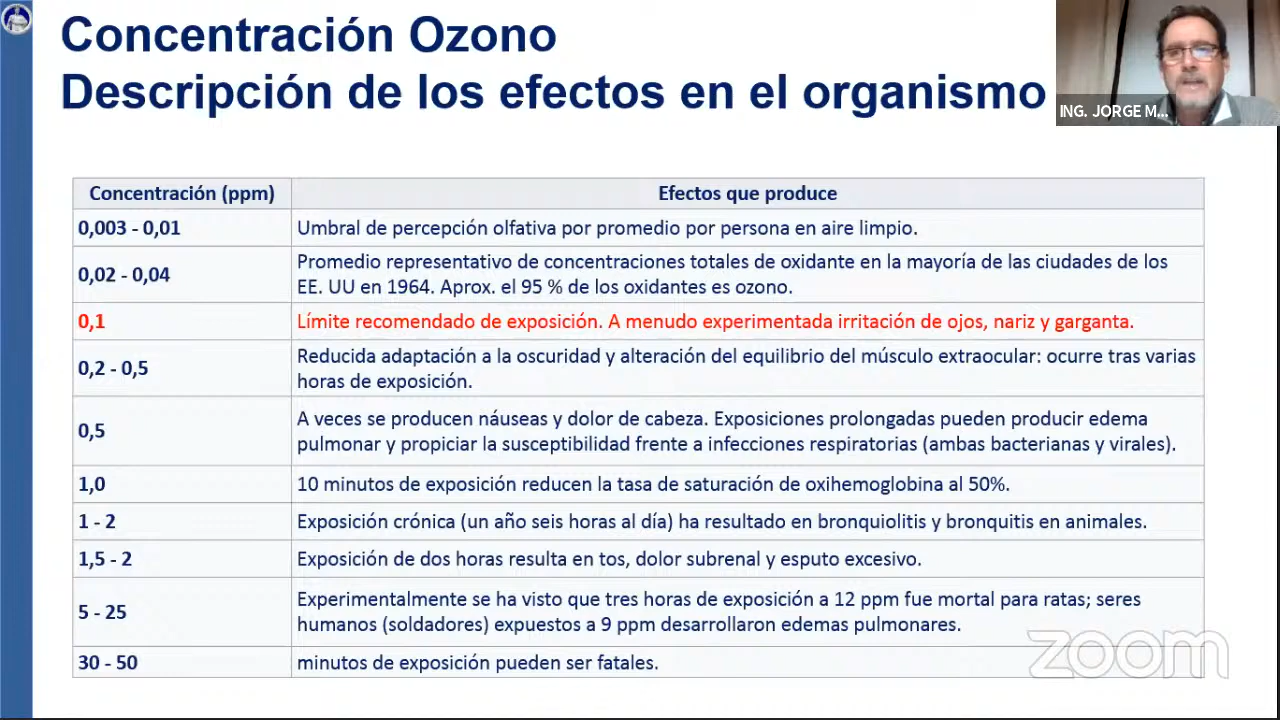 Concentración Ozono
Descripción de los efectos en el organismo
ING. JORGE M...
Concentración (ppm) Efectos que produce
0,003 - 0,01 Umbral de percepción olfativa por promedio por persona en aire limpio.
0,02 - 0,04 Promedio representativo de concentraciones totales de oxidante en la mayoría de las ciudades de los
EE. UU en 1964. Aprox. el 95 % de los oxidantes es ozono.
0,1 Límite recomendado de exposición. A menudo experimentada irritación de ojos, nariz y garganta.
0,2 - 0,5 Reducida adaptación a la oscuridad y alteración del equilibrio del músculo extraocular: ocurre tras varias
horas de exposición.
0,5 A veces se producen náuseas y dolor de cabeza. Exposiciones prolongadas pueden producir edema
pulmonar y propiciar la susceptibilidad frente a infecciones respiratorias (ambas bacterianas y virales).
1,0 10 minutos de exposición reducen la tasa de saturación de oxihemoglobina al 50%.
1 - 2 Exposición crónica (un año seis horas al día) ha resultado en bronquiolitis y bronquitis en animales.
1,5 - 2 Exposición de dos horas resulta en tos, dolor subrenal y esputo excesivo.
5 - 25 Experimentalmente se ha visto que tres horas de exposición a 12 ppm fue mortal para ratas; seres
humanos (soldados) expuestos a 9 ppm desarrollaron edemas pulmonares.
30 - 50 minutos de exposición pueden ser fatales.
zoom